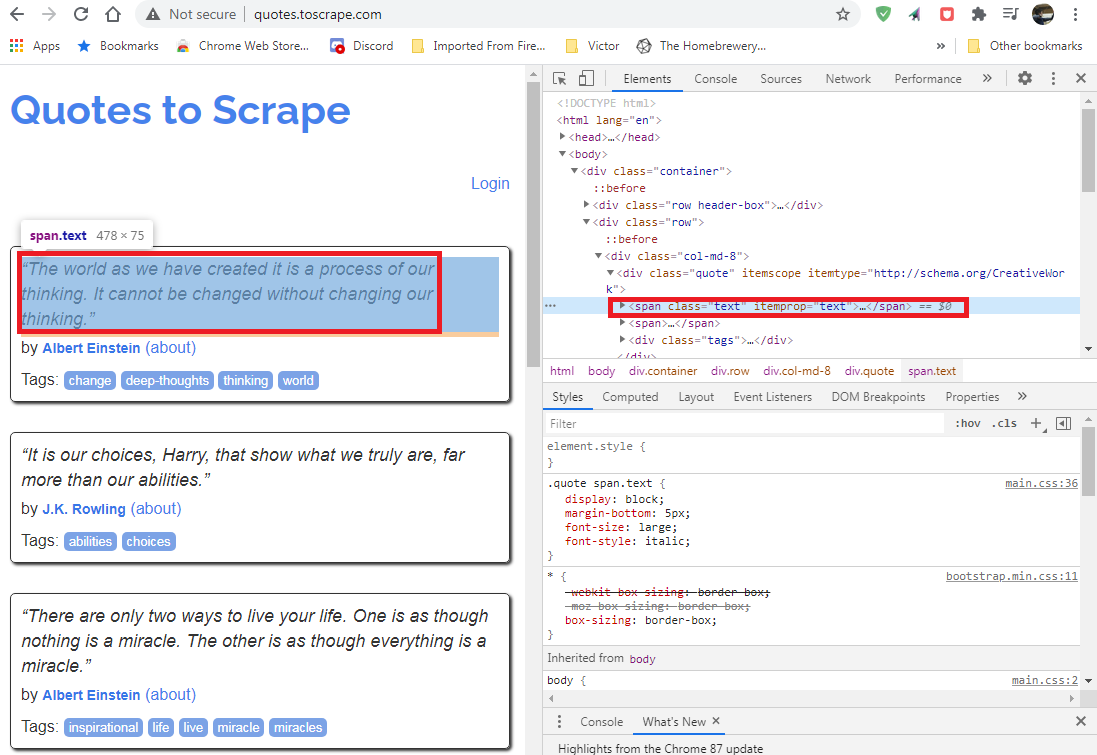 Not secure quotes.toscrape.com
Apps Bookmarks Chrome Web Store... Discord Imported From Fire... Victor The Homebrewery... » Other bookmarks
Quotes to Scrape
Login
span.text 478 × 75
“The world as we have created it is a process of our
thinking. It cannot be changed without changing our
thinking.”
by Albert Einstein (about)
Tags: change deep-thoughts thinking world
“It is our choices, Harry, that show what we truly are, far
more than our abilities.”
by J.K. Rowling (about)
Tags: abilities choices
“There are only two ways to live your life. One is as though
nothing is a miracle. The other is as though everything is a
miracle.”
by Albert Einstein (about)
Tags: inspirational life live miracle miracles
Elements Console Sources Network Performance »
<!DOCTYPE html>
<html lang="en">
<head>…</head>
<body>
<div class="container">
::before
<div class="row header-box">…</div>
<div class="row">
::before
<div class="col-md-8">
<div class="quote" itemscope itemtype="http://schema.org/CreativeWor
k">
<span class="text" itemprop="text">…</span> == $0
<span>…</span>
<div class="tags">…</div>
</div>
html body div.container div.row div.col-md-8 div.quote span.text
Styles Computed Layout Event Listeners DOM Breakpoints Properties »
Filter :hov .cls +
element.style {
}
.quote span.text { main.css:36
display: block;
margin-bottom: 5px;
font-size: large;
font-style: italic;
}
* { bootstrap.min.css:11
-webkit-box-sizing: border-box;
-moz-box-sizing: border-box;
box-sizing: border-box;
}
Inherited from body
body { main.css:2
Console What's New ×
Highlights from the Chrome 87 update